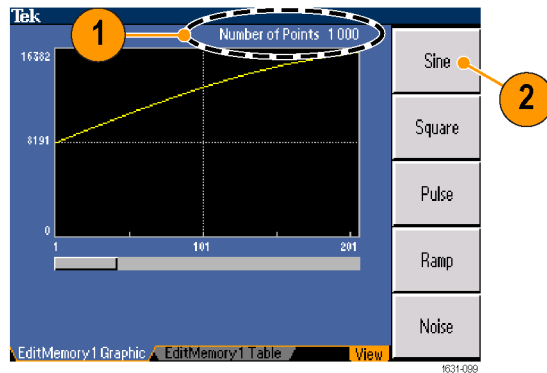 Tek
1
Number of Points 1000
16382
8191
0
1
101
201
Sine
2
Square
Pulse
Ramp
Noise
EditMemory1 Graphic
EditMemory1 Table
View
1631-099